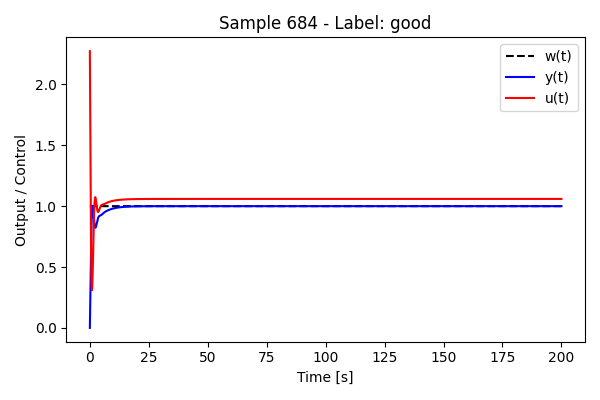 Sample 684 - Label: good
w(t)
y(t)
u(t)
Output / Control
2.0
1.5
1.0
0.5
0.0
0 25 50 75 100 125 150 175 200
Time [s]